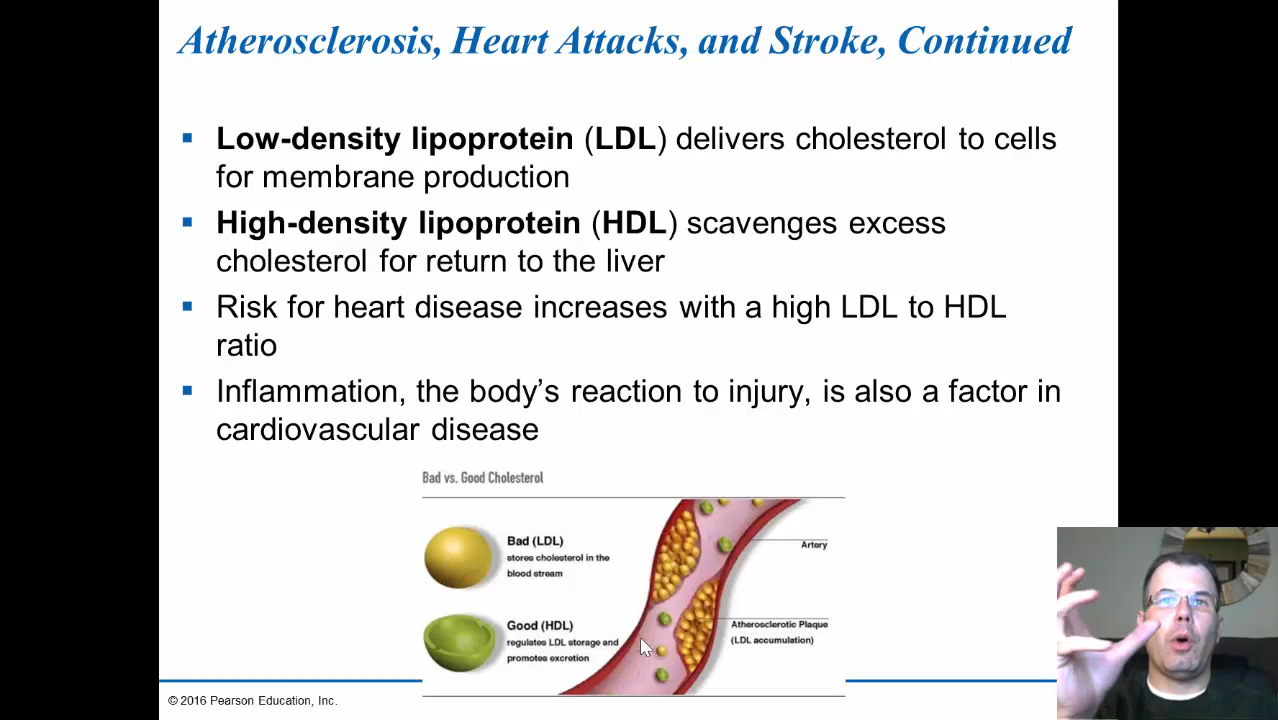 Atherosclerosis, Heart Attacks, and Stroke, Continued
Low-density lipoprotein (LDL) delivers cholesterol to cells
for membrane production
High-density lipoprotein (HDL) scavenges excess
cholesterol for return to the liver
Risk for heart disease increases with a high LDL to HDL
ratio
Inflammation, the body's reaction to injury, is also a factor in
cardiovascular disease
Bad vs. Good Cholesterol
Bad (LDL)
stores cholesterol in the
blood stream
Artery
Good (HDL)
regulates LDL storage and
promotes excretion
Atherosclerotic Plaque
(LDL accumulation)
© 2016 Pearson Education, Inc.